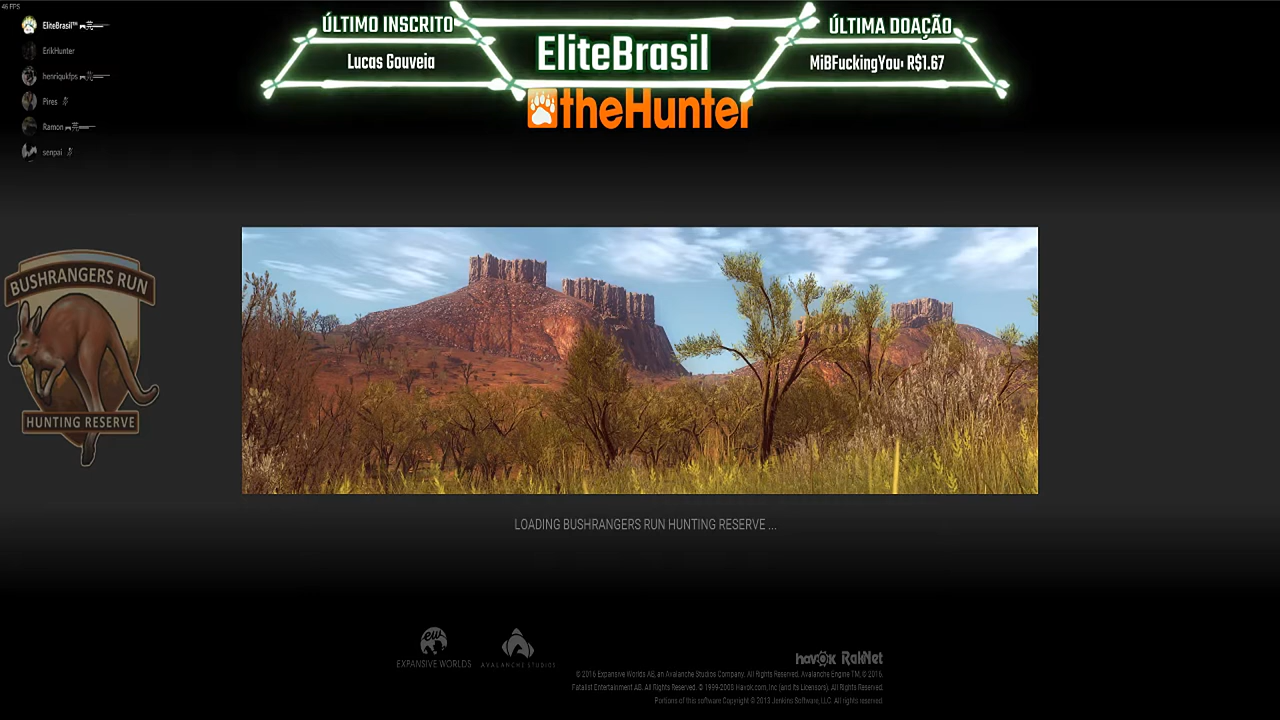 46 FPS
EliteBrasil™
ErikHunter
henriqukfps
Pires
Ramon
senpai
ÚLTIMO INSCRITO
Lucas Gouveia
EliteBrasil
ÚLTIMA DOAÇÃO
MiBFuckingYou: R$1.67
theHunter
BUSHRANGERS RUN
HUNTING RESERVE
LOADING BUSHRANGERS RUN HUNTING RESERVE ...
ew
EXPANSIVE WORLDS
AVALANCHE STUDIOS
havok RakNet
© 2016 Expansive Worlds AB, an Avalanche Studios Company. All Rights Reserved. Avalanche Engine TM, © 2016
Fatalist Entertainment AB. All Rights Reserved. © 1999-2008 Havok.com, Inc (and its Licensors). All Rights Reserved.
Portions of this software Copyright © 2013 Jenkins Software, LLC. All rights reserved